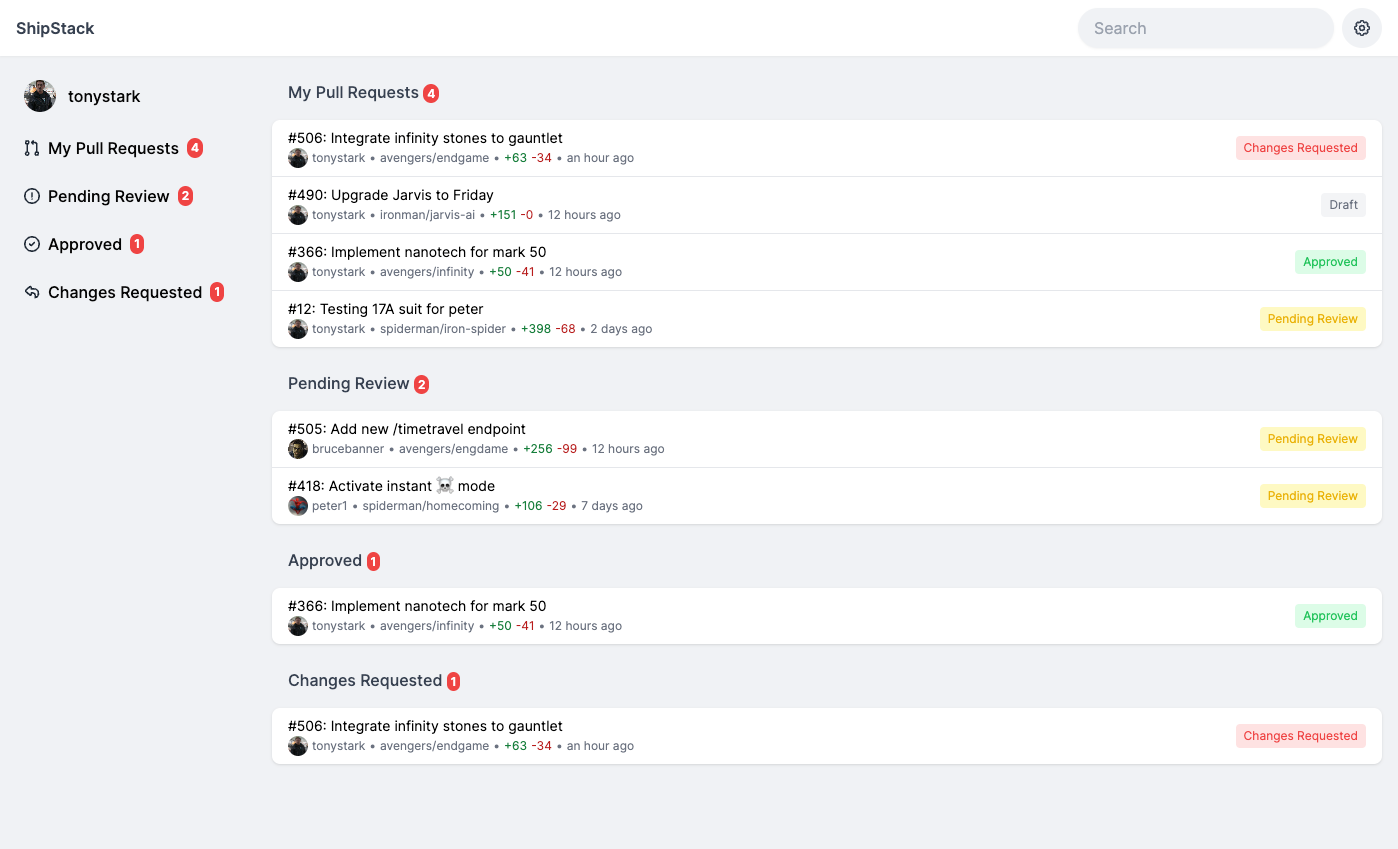 ShipStack
Search
tonystark
My Pull Requests 4
Pending Review 2
Approved 1
Changes Requested 1
My Pull Requests 4
#506: Integrate infinity stones to gauntlet
tonystark • avengers/endgame • +63 -34 • an hour ago
Changes Requested
#490: Upgrade Jarvis to Friday
tonystark • ironman/jarvis-ai • +151 -0 • 12 hours ago
Draft
#366: Implement nanotech for mark 50
tonystark • avengers/infinity • +50 -41 • 12 hours ago
Approved
#12: Testing 17A suit for peter
tonystark • spiderman/iron-spider • +398 -68 • 2 days ago
Pending Review
Pending Review 2
#505: Add new /timetravel endpoint
brucebanner • avengers/engdame • +256 -99 • 12 hours ago
Pending Review
#418: Activate instant ☠️ mode
peter1 • spiderman/homecoming • +106 -29 • 7 days ago
Pending Review
Approved 1
#366: Implement nanotech for mark 50
tonystark • avengers/infinity • +50 -41 • 12 hours ago
Approved
Changes Requested 1
#506: Integrate infinity stones to gauntlet
tonystark • avengers/endgame • +63 -34 • an hour ago
Changes Requested